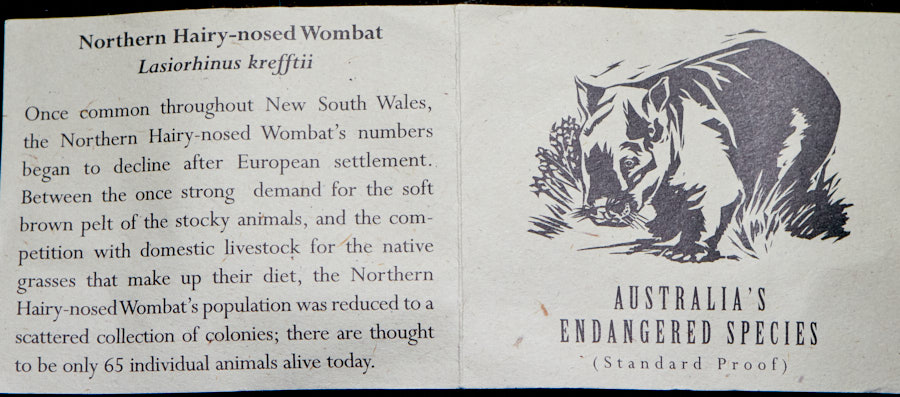 Northern Hairy-nosed Wombat
Lasiorhinus krefftii
Once common throughout New South Wales,
the Northern Hairy-nosed Wombat's numbers
began to decline after European settlement.
Between the once strong demand for the soft
brown pelt of the stocky animals, and the com-
petition with domestic livestock for the native
grasses that make up their diet, the Northern
Hairy-nosed Wombat's population was reduced to a
scattered collection of colonies; there are thought
to be only 65 individual animals alive today.
AUSTRALIA'S
ENDANGERED SPECIES
(Standard Proof)